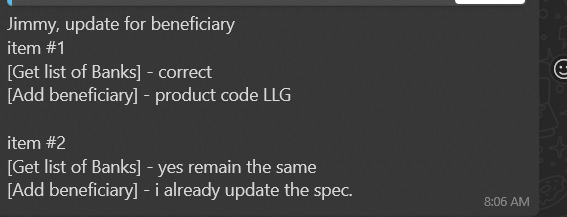 Jimmy, update for beneficiary
item #1
[Get list of Banks] - correct
[Add beneficiary] - product code LLG
item #2
[Get list of Banks] - yes remain the same
[Add beneficiary] - i already update the spec.
8:06 AM